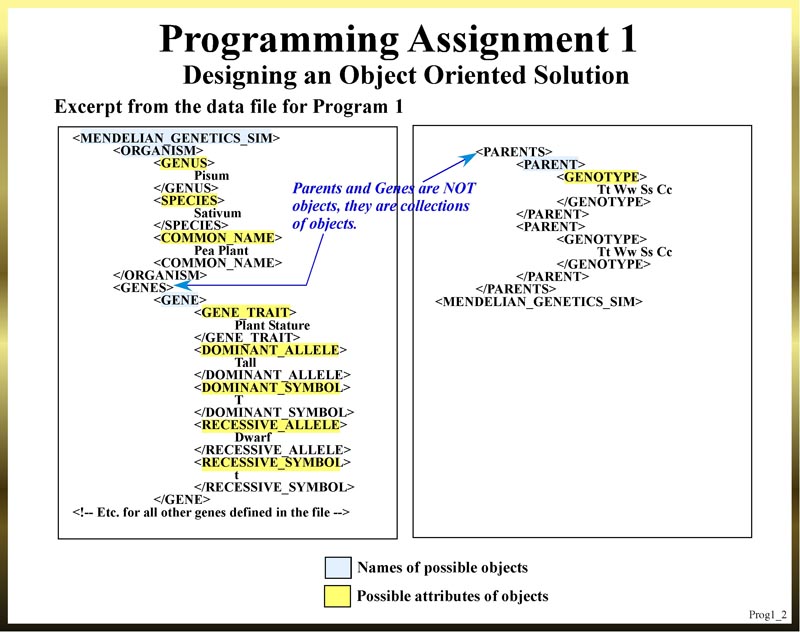 Programming Assignment 1
Designing an Object Oriented Solution
Excerpt from the data file for Program 1
<MENDELIAN_GENETICS_SIM>
<ORGANISM>
<GENUS>
Pisum
</GENUS>
<SPECIES>
Sativum
</SPECIES>
<COMMON_NAME>
Pea Plant
<COMMON_NAME>
</ORGANISM>
<GENES>
<GENE>
<GENE_TRAIT>
Plant Stature
</GENE_TRAIT>
<DOMINANT_ALLELE>
Tall
</DOMINANT_ALLELE>
<DOMINANT_SYMBOL>
T
</DOMINANT_SYMBOL>
<RECESSIVE_ALLELE>
Dwarf
</RECESSIVE_ALLELE>
<RECESSIVE_SYMBOL>
t
</RECESSIVE_SYMBOL>
</GENE>
<!-- Etc. for all other genes defined in the file -->
Parents and Genes are NOT
objects, they are collections
of objects.
<PARENTS>
<PARENT>
<GENOTYPE>
Tt Ww Ss Cc
</GENOTYPE>
</PARENT>
<PARENT>
<GENOTYPE>
Tt Ww Ss Cc
</GENOTYPE>
</PARENT>
</PARENTS>
<MENDELIAN_GENETICS_SIM>
Names of possible objects
Possible attributes of objects
Prog1_2